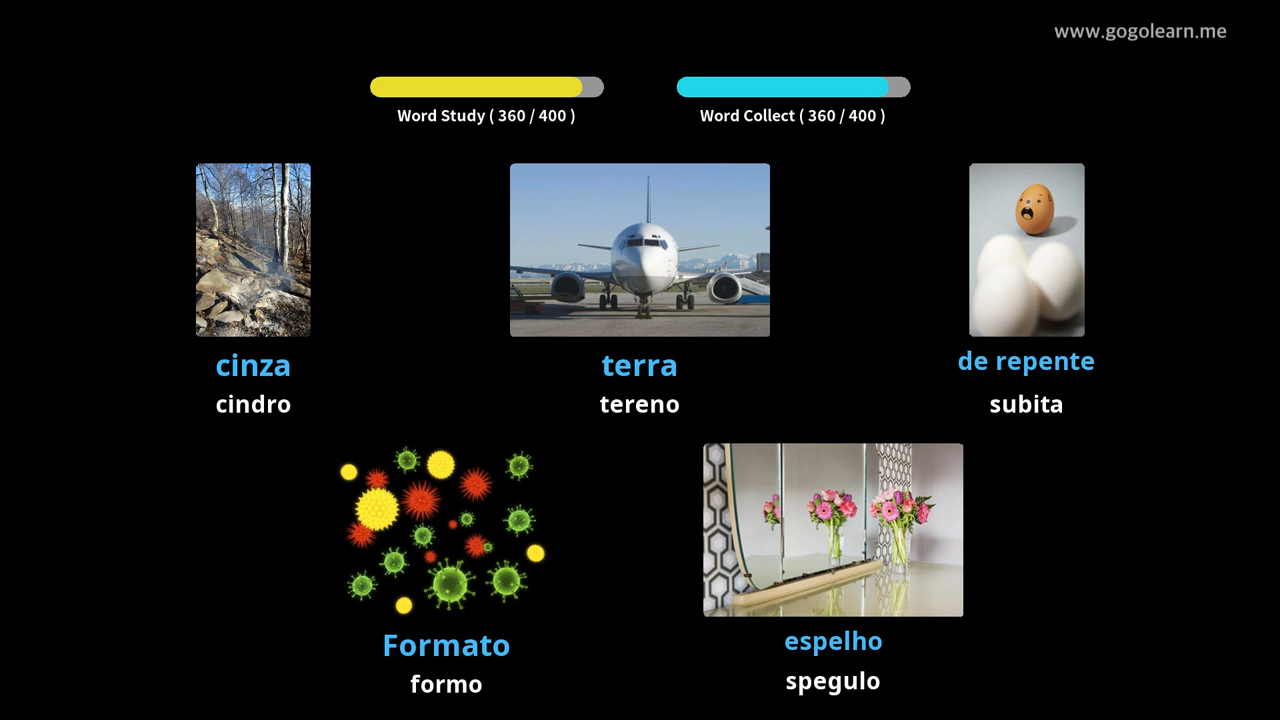 www.gogolearn.me
Word Study ( 360 / 400 )
Word Collect ( 360 / 400 )
cinza
cindro
terra
tereno
de repente
subita
Formato
formo
espelho
spegulo